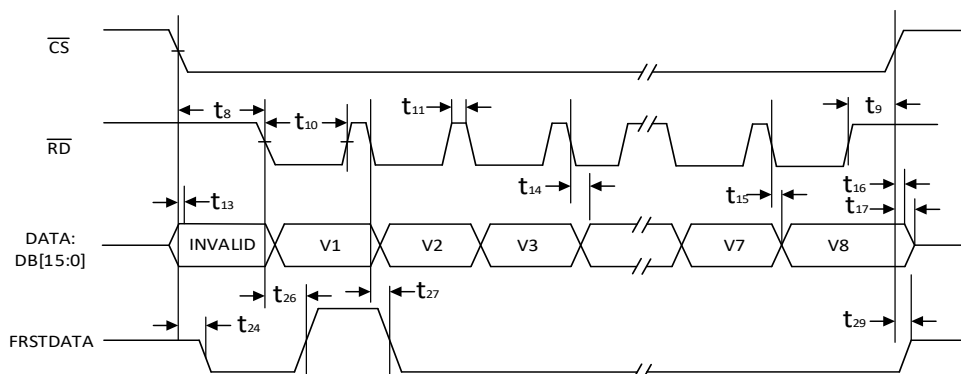 CS
t8
t10
t11
t9
RD
t14
t15
t16
t13
t17
DATA:
DB[15:0]
INVALID
V1
V2
V3
V7
V8
t26
t27
t24
t29
FRSTDATA